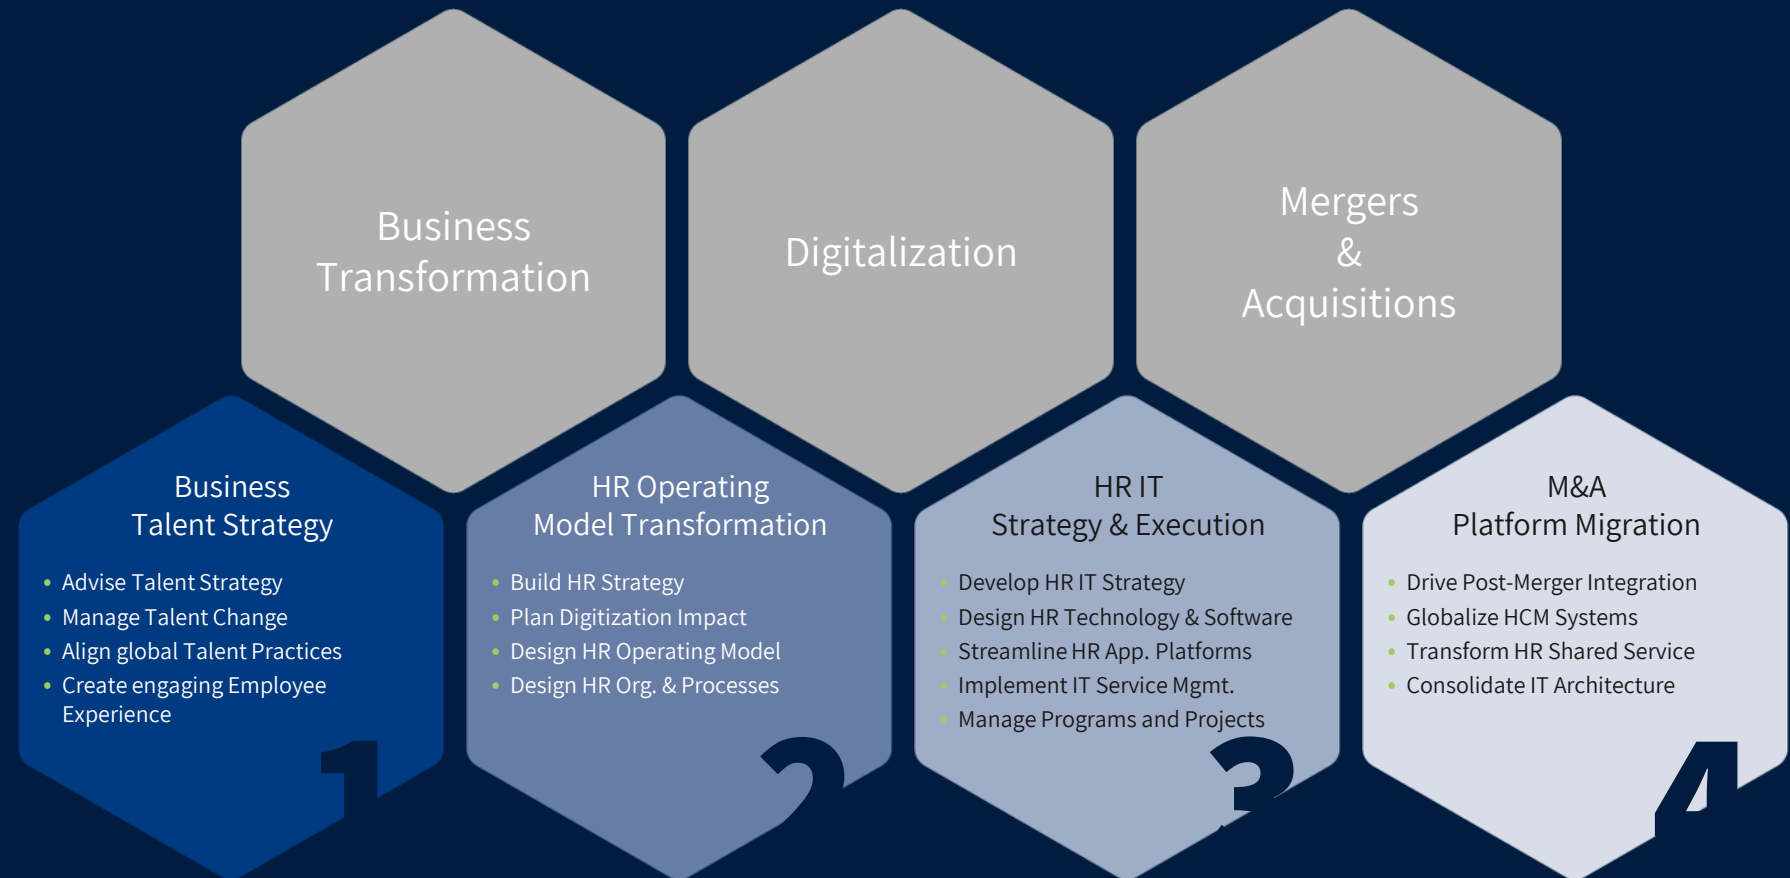 Business
Transformation
Digitalization
Mergers
&
Acquisitions
Business
Talent Strategy
• Advise Talent Strategy
• Manage Talent Change
• Align global Talent Practices
• Create engaging Employee
Experience
1
HR Operating
Model Transformation
• Build HR Strategy
• Plan Digitization Impact
• Design HR Operating Model
• Design HR Org. & Processes
2
HR IT
Strategy & Execution
• Develop HR IT Strategy
• Design HR Technology & Software
• Streamline HR App. Platforms
• Implement IT Service Mgmt.
• Manage Programs and Projects
3
M&A
Platform Migration
• Drive Post-Merger Integration
• Globalize HCM Systems
• Transform HR Shared Service
• Consolidate IT Architecture
4